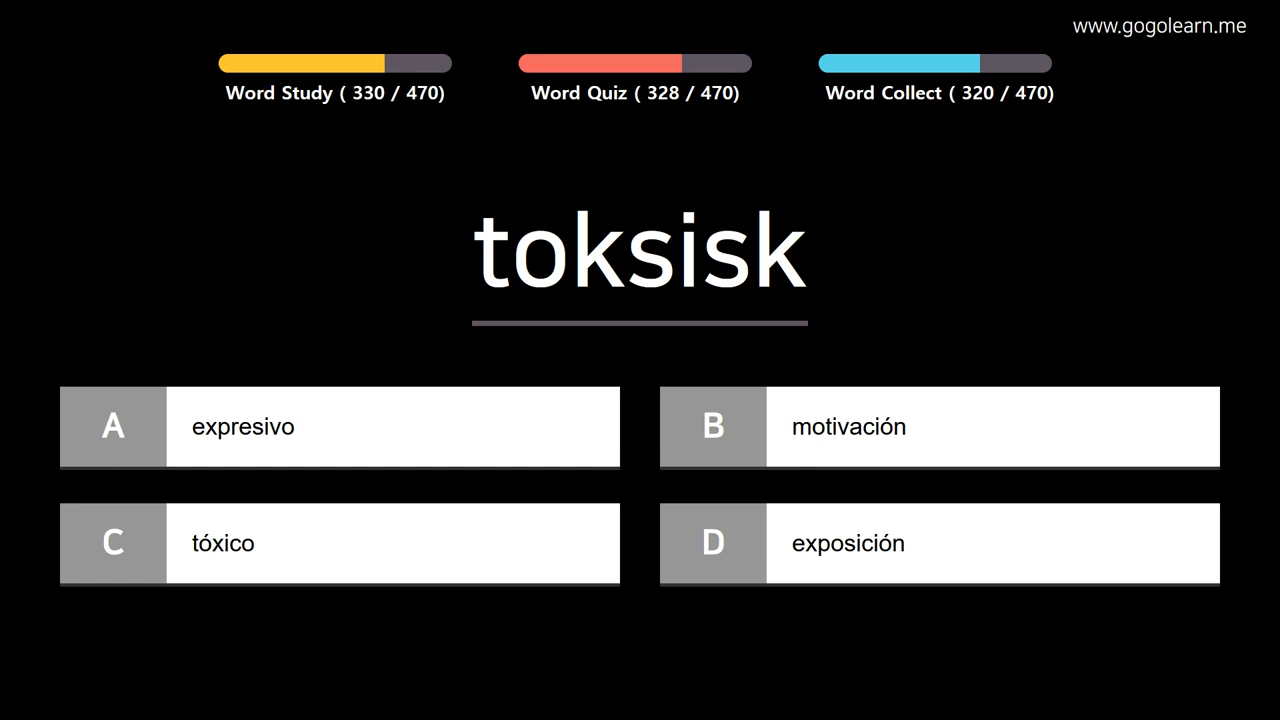 www.gogolearn.me
Word Study ( 330 / 470)
Word Quiz ( 328 / 470)
Word Collect ( 320 / 470)
toksisk
A expresivo
B motivación
C tóxico
D exposición